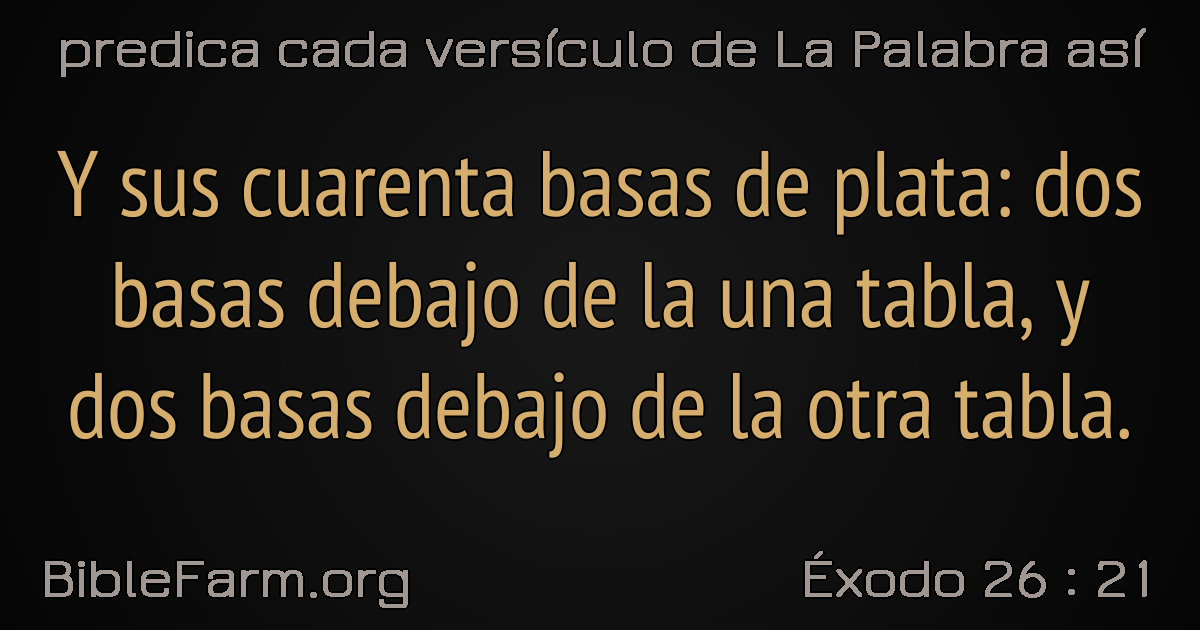 predica cada versículo de La Palabra así
Y sus cuarenta basas de plata: dos
basas debajo de la una tabla, y
dos basas debajo de la otra tabla.
BibleFarm.org
Éxodo 26 : 21